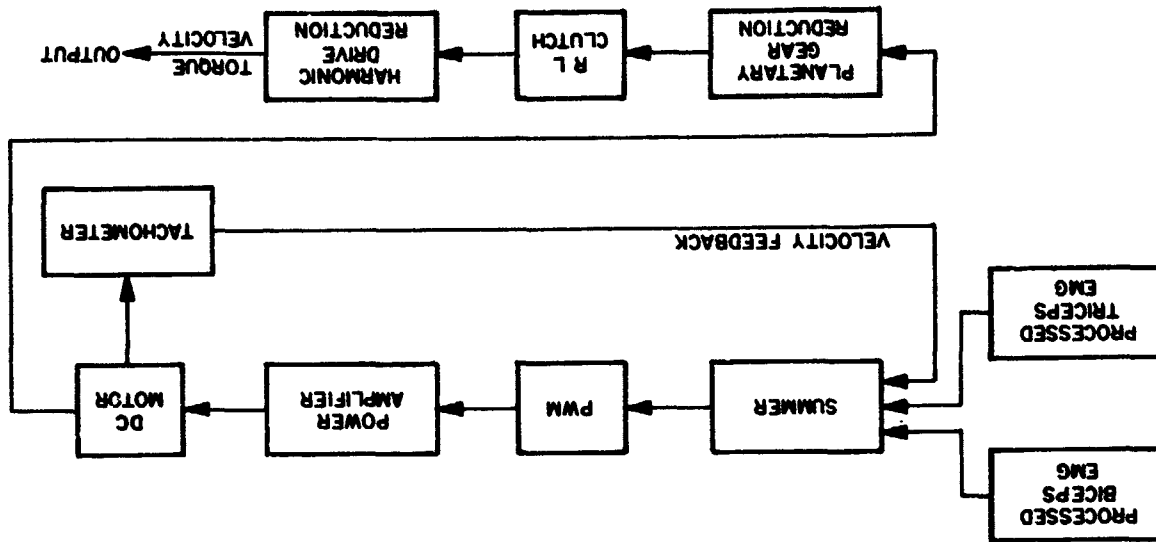 PROCESSED
BICEPS
EMG
SUMMER
PWM
POWER
AMPLIFIER
DC
MOTOR
PROCESSED
TRICEPS
EMG
VELOCITY FEEDBACK
TACHOMETER
PLANETARY
GEAR
REDUCTION
R L
CLUTCH
HARMONIC
DRIVE
REDUCTION
TORQUE
VELOCITY
OUTPUT